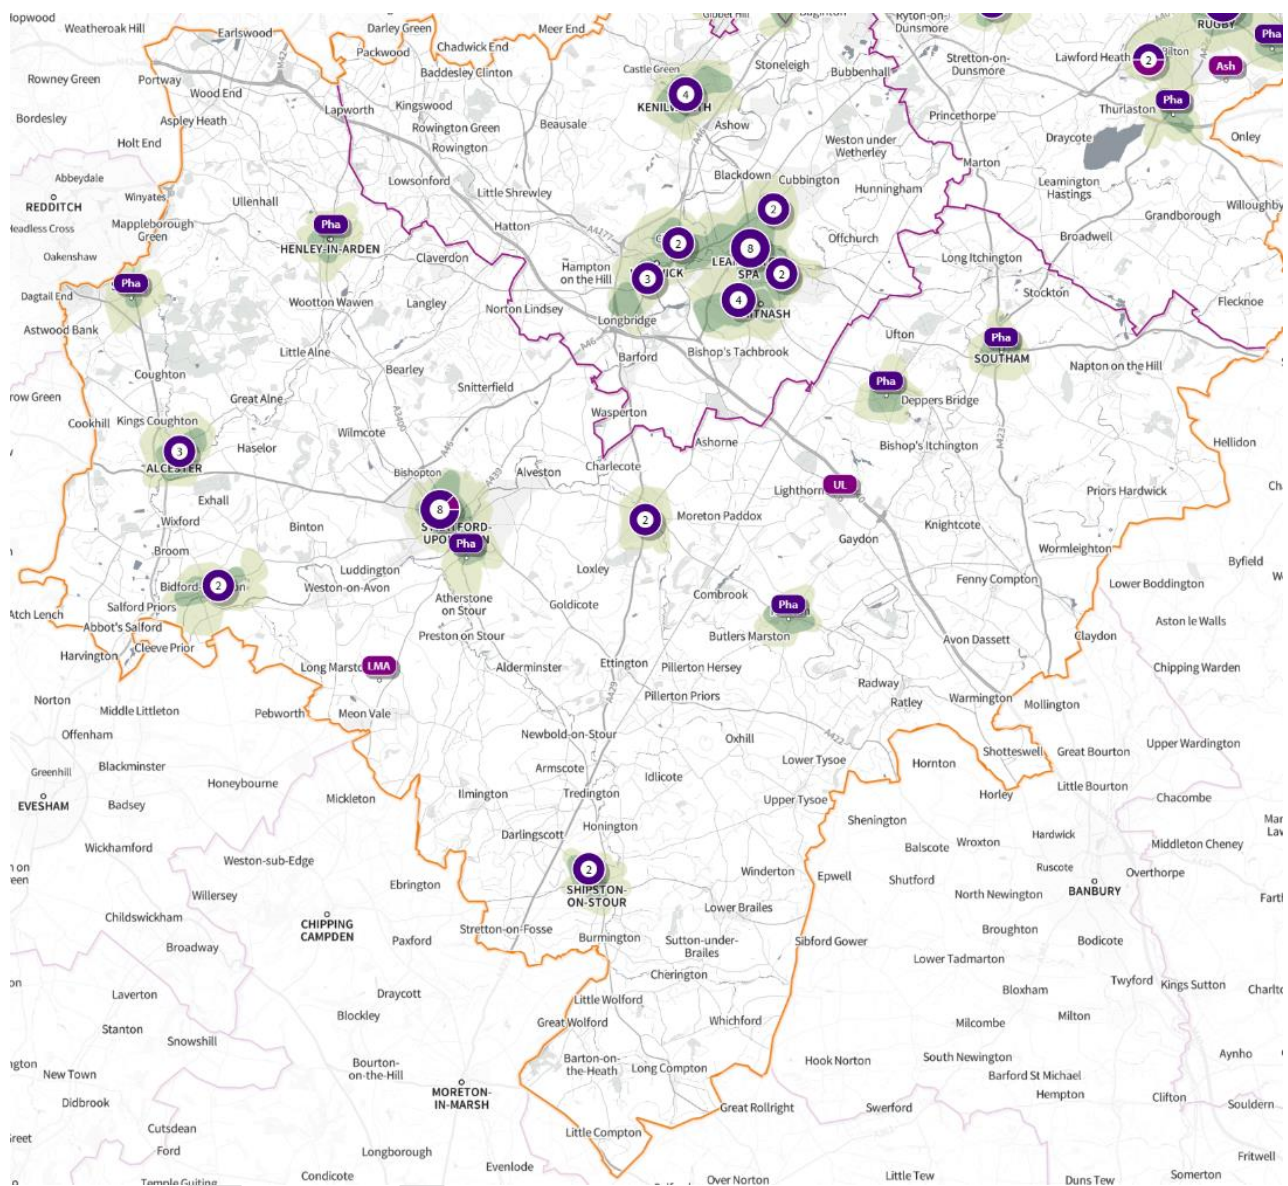 Gibbet Hill
Baginton
Darley Green
Meer End
Earlswood
Weatheroak Hill
Ryton-on-
Dunsmore
RUGBY
Packwood
Chadwick End
Pha
M42
Lawford Heath
2
Bilton
Stretton-on-
Dunsmore
Stoneleigh
Castle Green
Baddesley Clinton
Bubbenhall
Ash
Rowney Green
Portway
Wood End
4
KENILWORTH
Kingswood
Lapworth
Pha
Thurlaston
Bordesley
Aspley Heath
Rowington Green
Beausale
Ashow
Princethorpe
Draycote
Onley
Holt End
Rowington
Weston under
Wetherley
Marton
Abbeydale
Blackdown
Cubbington
Leamington
Hastings
Winyates
REDDITCH
Ullenhall
Lowsonford
Little Shrewley
Hunningham
Willoughby
Mappleborough
Green
Headless Cross
Pha
HENLEY-IN-ARDEN
Hatton
A4177
2
2
Grandborough
Offchurch
Broadwell
8
SPA
Oakenshaw
Claverdon
Long Itchington
Hampton
on the Hill
3
2
Pha
Dagtail End
Wootton Wawen
Langley
Norton Lindsey
4
Stockton
Flecknoe
Longbridge
Astwood Bank
A46
Ufton
Pha
SOUTHAM
Little Alne
Barford
Bishop's Tachbrook
Napton on the Hill
Coughton
Bearley
Snitterfield
Pha
Deppers Bridge
Great Alne
A3400
Wasperton
Kings Coughton
Cookhill
Wilmcote
A46
Ashorne
A423
Bishop's Itchington
Hellidon
3
ALCESTER
Haselor
Charlecote
Bishopton
A439
Alveston
UL
Priors Hardwick
Exhall
8
Wixford
Binton
2
Moreton Paddox
Knightcote
Pha
Gaydon
Wormleighton
Broom
Byfield
Luddington
Loxley
Fenny Compton
Lower Boddington
2
Weston-on-Avon
Combrook
Atherstone
on Stour
Goldicote
Pha
Salford Priors
Aston le Walls
Abbot's Salford
Preston on Stour
Butlers Marston
Claydon
Avon Dassett
Harvington
Cleeve Prior
LMA
Alderminster
Ettington
Pillerton Hersey
Chipping Warden
Radway
Norton
Middle Littleton
Pebworth
Meon Vale
A429
Pillerton Priors
Ratley
Warmington
Mollington
Offenham
Newbold-on-Stour
Oxhill
A422
Shotteswell
Great Bourton
Upper Wardington
Greenhill
Blackminster
Armscote
Idlicote
Lower Tysoe
Hornton
Honeybourne
Little Bourton
EVESHAM
Badsey
Mickleton
Ilmington
Tredington
Upper Tysoe
Horley
Chacombe
Shenington
Honington
Darlingscott
Hardwick
Wickhamford
Balscote
Wroxton
Middleton Cheney
Weston-sub-Edge
2
Ruscote
Winderton
Epwell
Shutford
Overthorpe
Ebrington
SHIPSTON-
ON-STOUR
North Newington
BANBURY
Willersey
Lower Brailes
Childswickham
CHIPPING
CAMPDEN
Stretton-on-Fosse
Broughton
Broadway
Paxford
Burmington
Sutton-under-
Brailes
Sibford Gower
Bodicote
Lower Tadmarton
Cherington
Twyford
Kings Sutton
Laverton
Draycott
Little Wolford
Bloxham
Blockley
Great Wolford
Whichford
Milton
Stanton
Snowshill
Milcombe
Bourton-
on-the-Hill
Barton-on-
the-Heath
Long Compton
Hook Norton
South Newington
Aynho
New Town
Barford St Michael
MORETON-
IN-MARSH
Hempton
Clifton
Souldern
Didbrook
Great Rollright
Swerford
Cutsdean
Little Compton
Ford
Longborough
Fritwell
Evenlode
Condicote
Over Norton
Little Tew
Duns Tew
Somerton
Temple Guiting